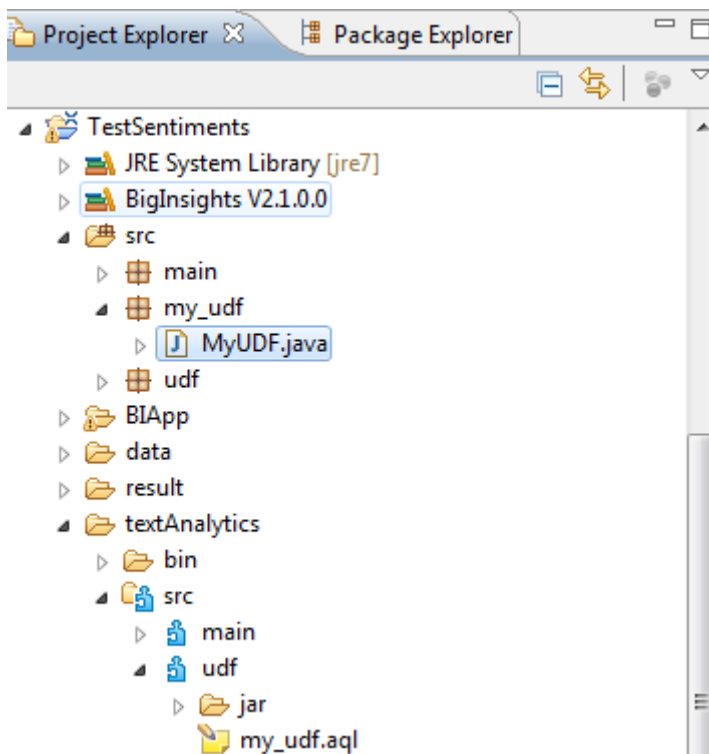 Project Explorer Package Explorer
TestSentiments
JRE System Library [jre7]
BigInsights V2.1.0.0
src
main
my_udf
MyUDF.java
udf
BIApp
data
result
textAnalytics
bin
src
main
udf
jar
my_udf.aql